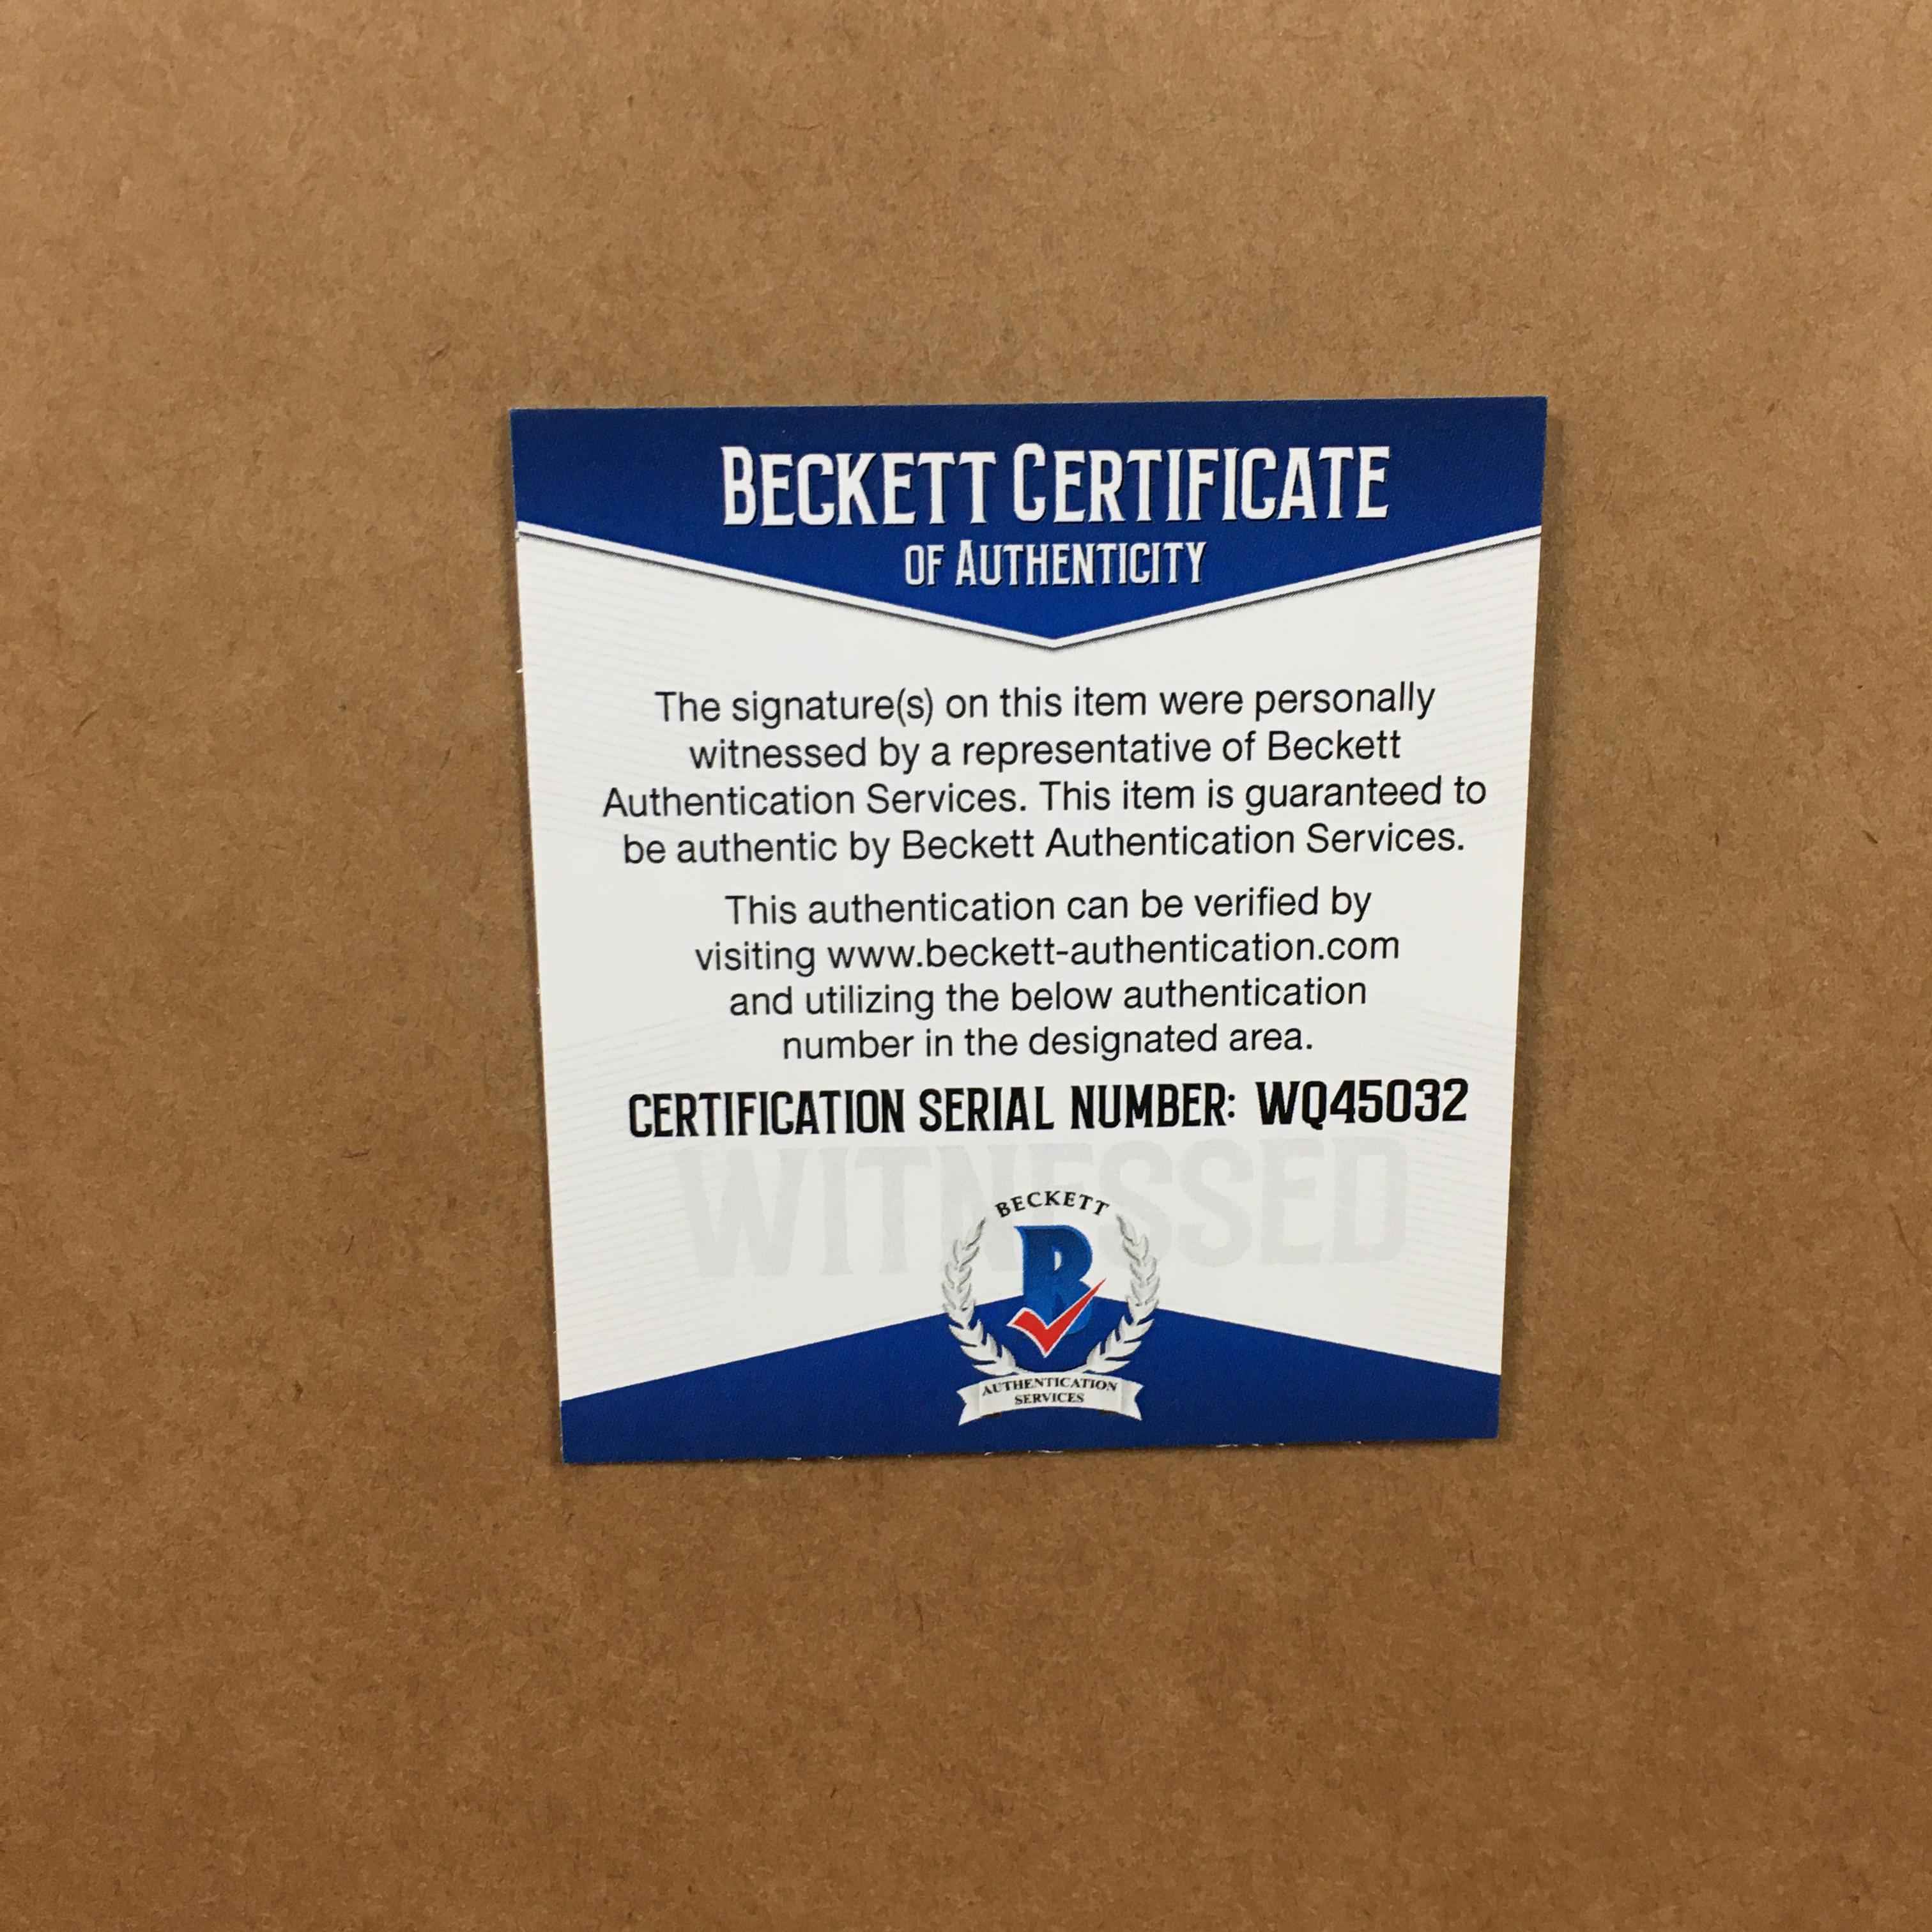 BECKETT CERTIFICATE
OF AUTHENTICITY
The signature(s) on this item were personally
witnessed by a representative of Beckett
Authentication Services. This item is guaranteed to
be authentic by Beckett Authentication Services.
This authentication can be verified by
visiting www.beckett-authentication.com
and utilizing the below authentication
number in the designated area.
CERTIFICATION SERIAL NUMBER: WQ45032
WITNESSED
BECKETT
B
AUTHENTICATION
SERVICES